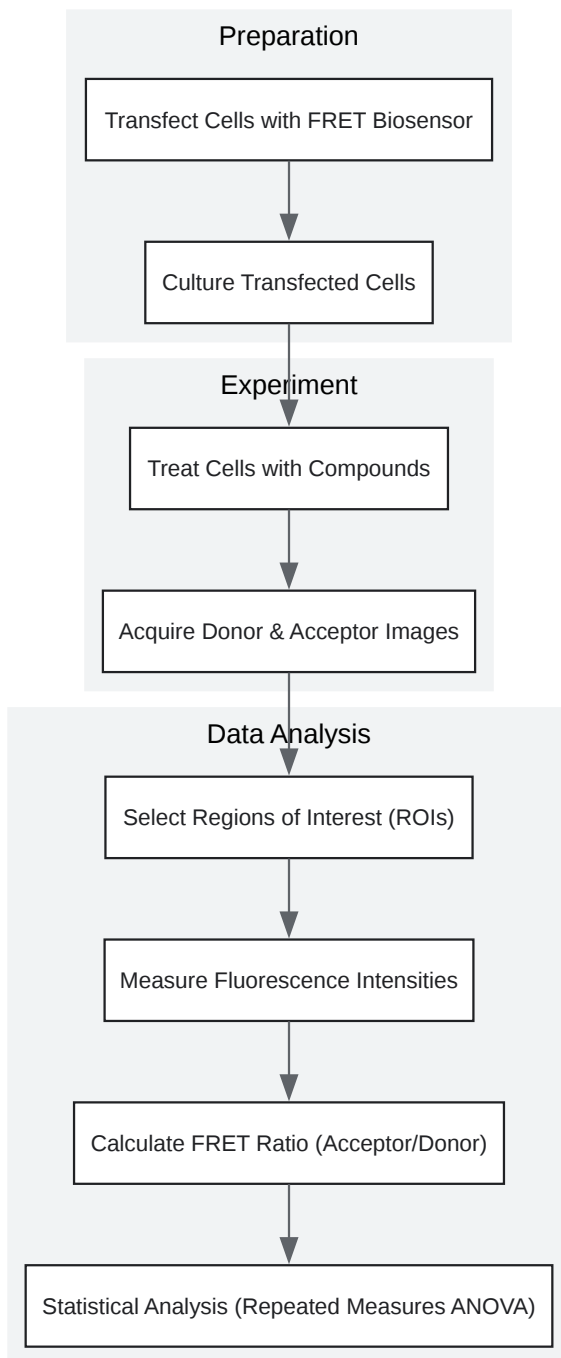 Preparation
Transfect Cells with FRET Biosensor
Culture Transfected Cells
Experiment
Treat Cells with Compounds
Acquire Donor & Acceptor Images
Data Analysis
Select Regions of Interest (ROIs)
Measure Fluorescence Intensities
Calculate FRET Ratio (Acceptor/Donor)
Statistical Analysis (Repeated Measures ANOVA)